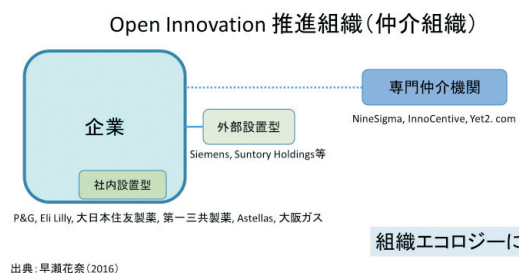 Open Innovation 推進組織（仲介組織）
企業
専門仲介機関
NineSigma, InnoCentive, Yet2. com
外部設置型
Siemens, Suntory Holdings等
社内設置型
P&G, Eli Lilly, 大日本住友製薬, 第一三共製薬, Astellas, 大阪ガス
組織エコロジーに
出典：早瀬花奈（2016）